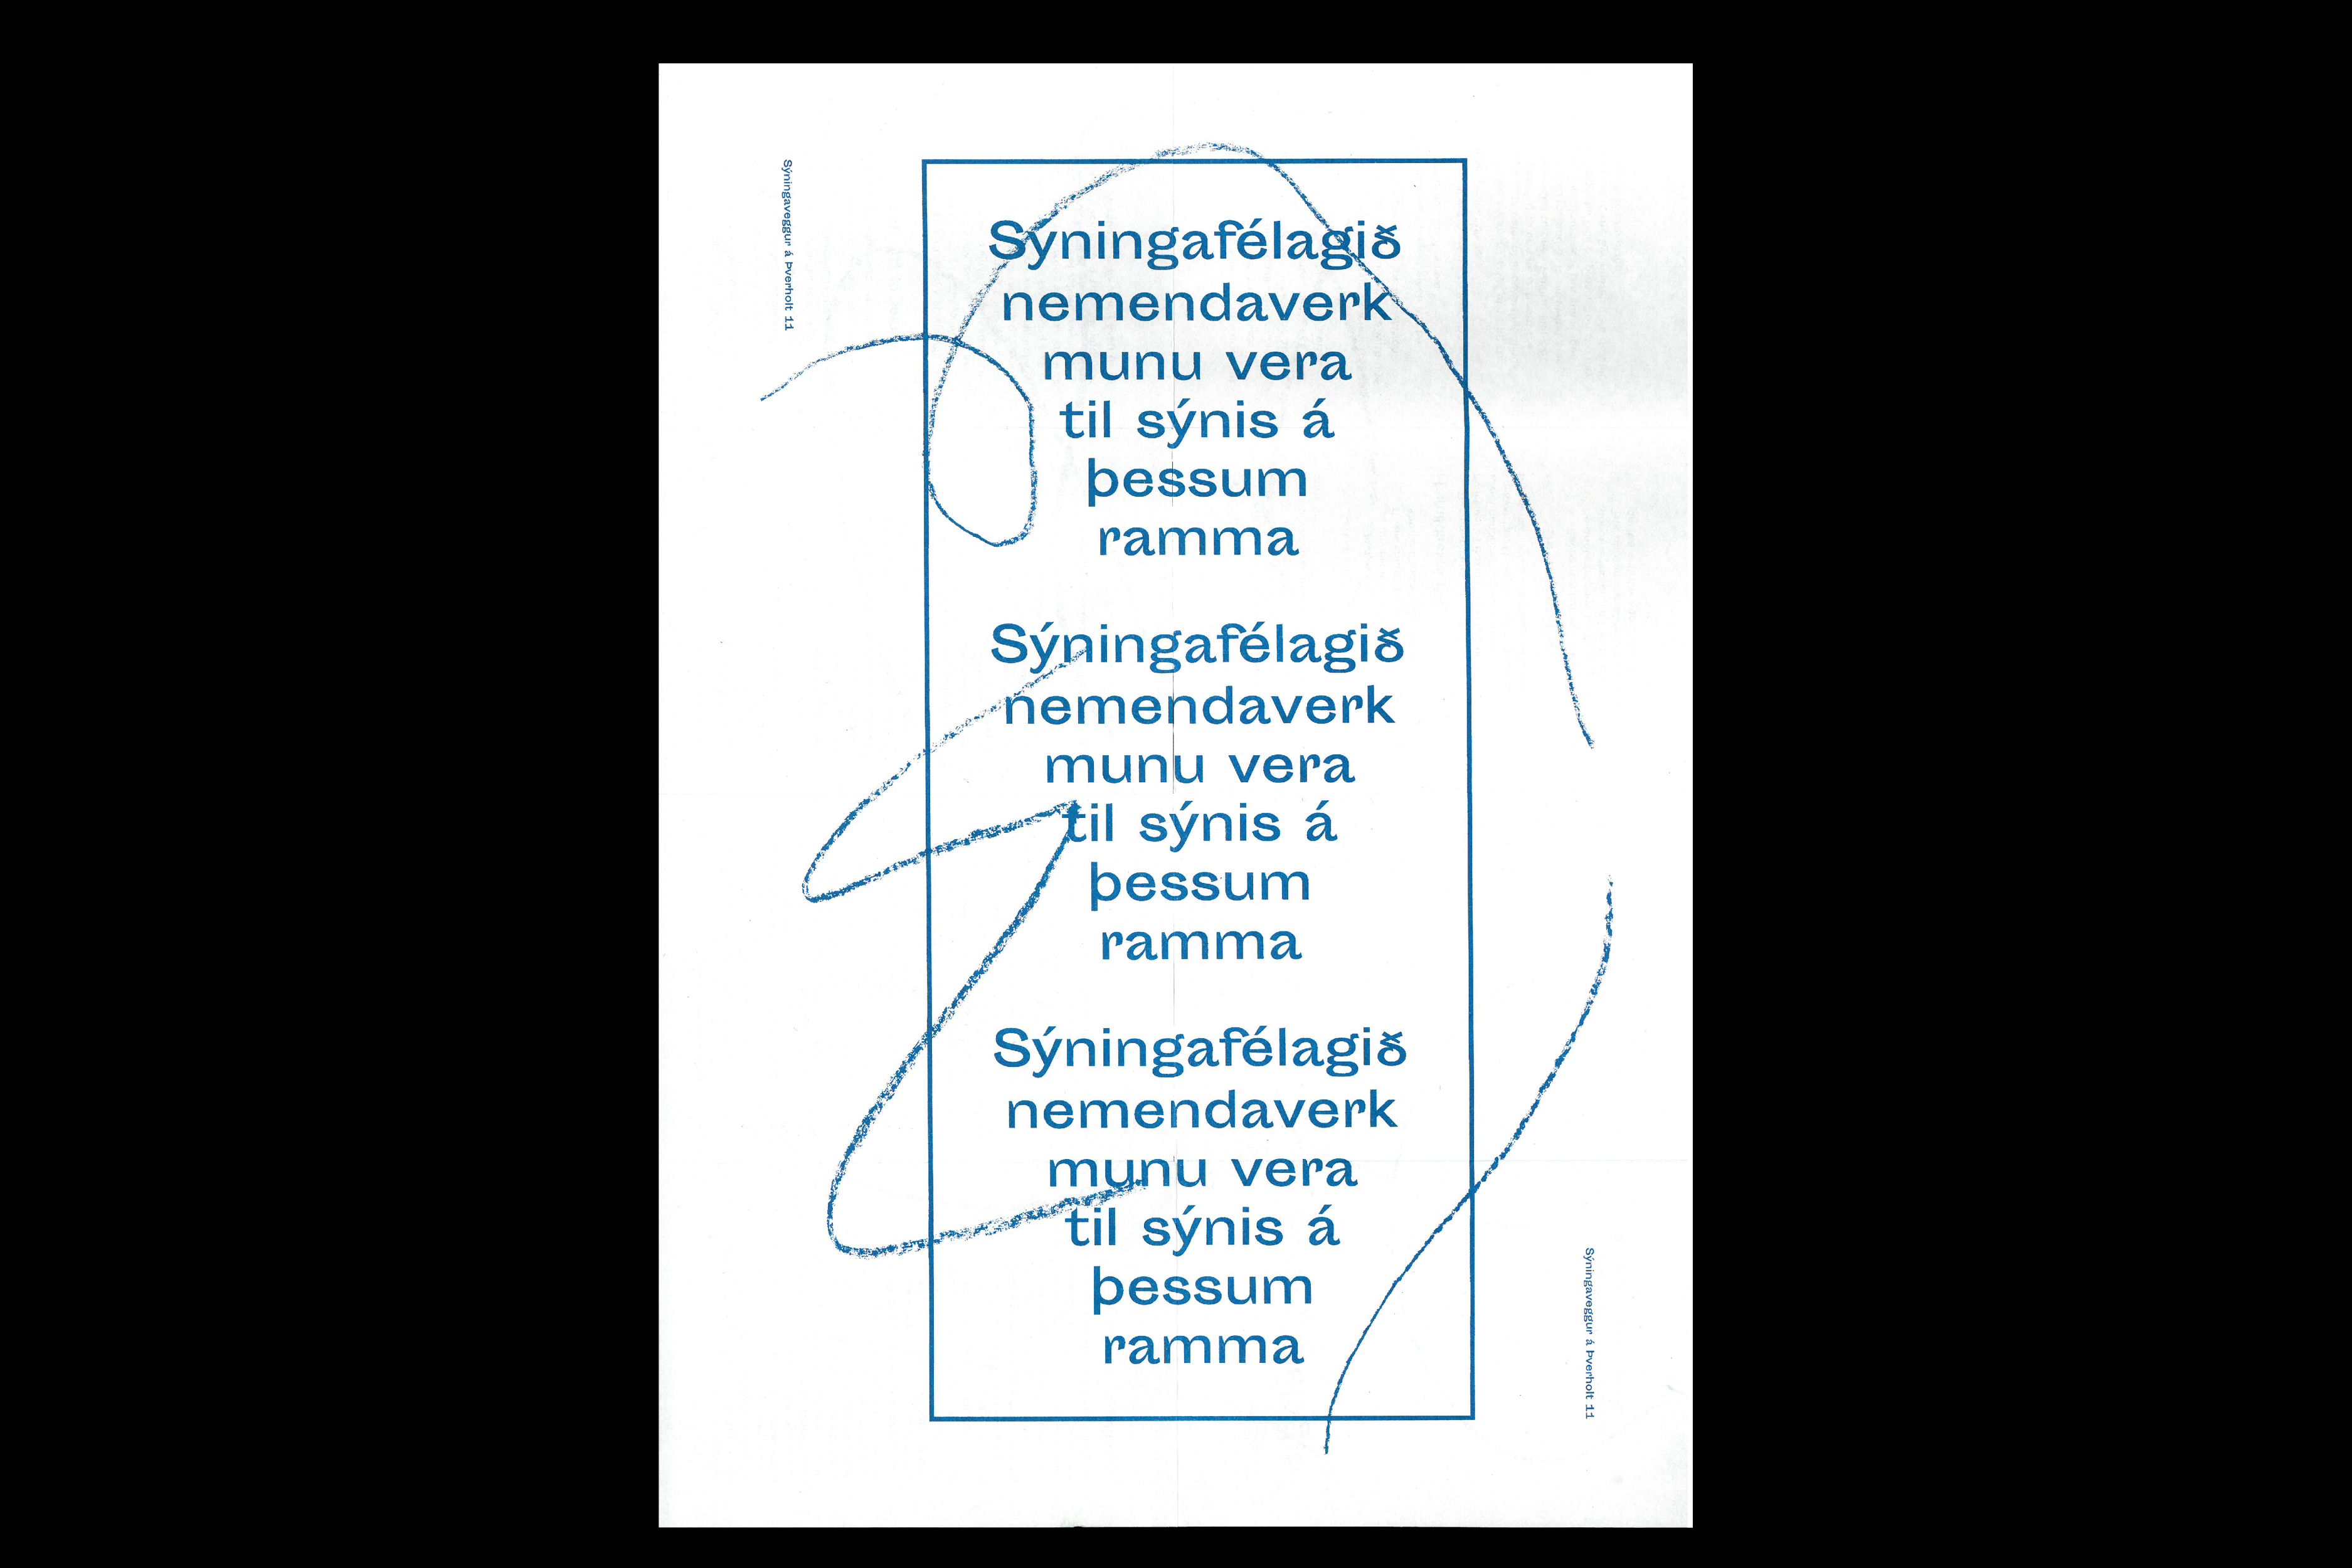 Sýningaveggur á Þverholt 11
Syningafélagið
nemendaverk
munu vera
til sýnis á
þessum
ramma
Sýningafélagið
nemendaverk
munu vera
til sýnis á
þessum
ramma
Sýningafélagið
nemendaverk
munu vera
til sýnis á
þessum
ramma
Sýningaveggur á Þverholt 11